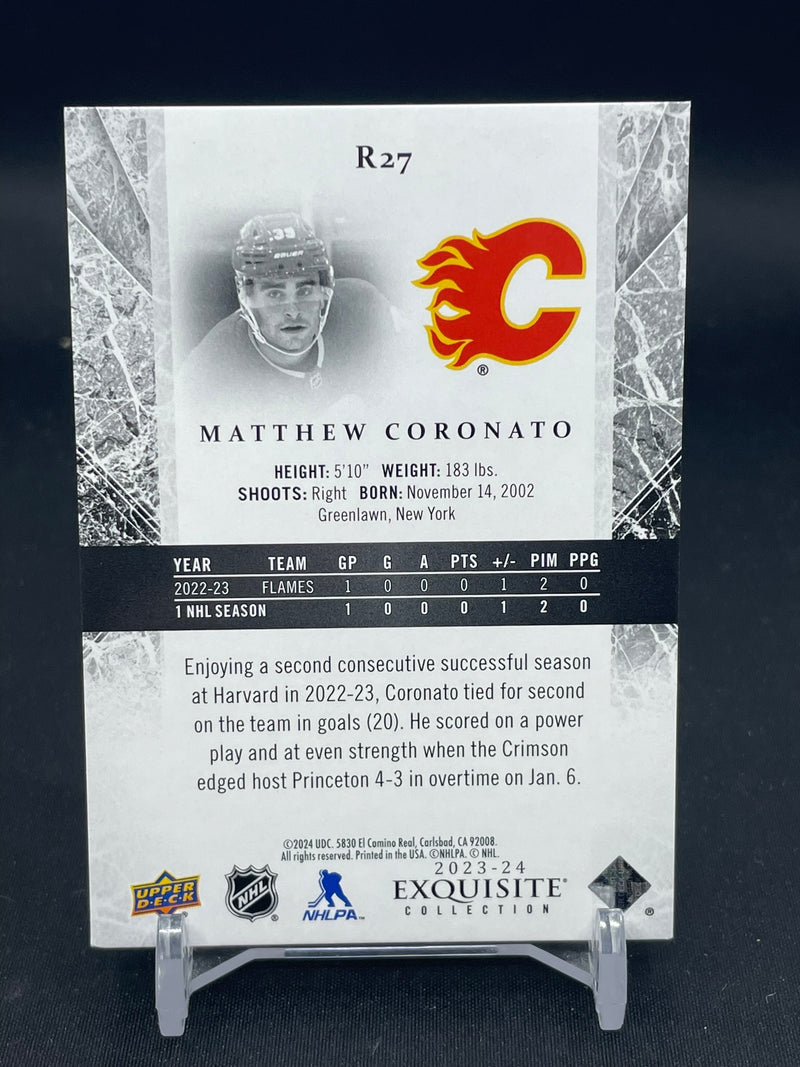 R27
39
BAUER
®
MATTHEW CORONATO
HEIGHT: 5'10" WEIGHT: 183 lbs.
SHOOTS: Right BORN: November 14, 2002
Greenlawn, New York
YEAR TEAM GP G A PTS +/- PIM PPG
2022-23 FLAMES 1 0 0 0 1 2 0
1 NHL SEASON 1 0 0 0 1 2 0
Enjoying a second consecutive successful season
at Harvard in 2022-23, Coronato tied for second
on the team in goals (20). He scored on a power
play and at even strength when the Crimson
edged host Princeton 4-3 in overtime on Jan. 6.
©2024 UDC. 5830 El Camino Real, Carlsbad, CA 92008.
All rights reserved. Printed in the USA. ©NHLPA. © NHL.
2023-24
EXQUISITE®
COLLECTION
UPPER
D·E·C·K
NHL ®
NHLPA™
®